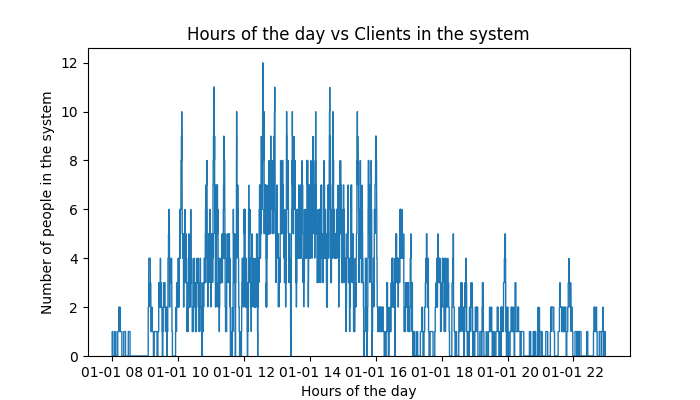 Hours of the day vs Clients in the system
Number of people in the system
12
10
8
6
4
2
0
01-01 08 01-01 10 01-01 12 01-01 14 01-01 16 01-01 18 01-01 20 01-01 22
Hours of the day